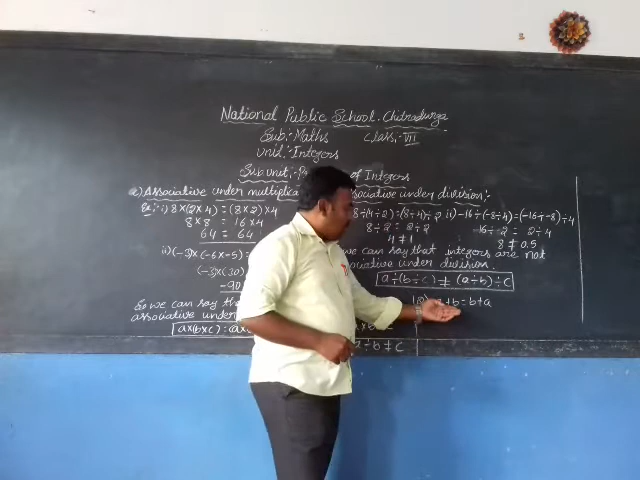 National Public School. Chitradurga
Sub:- Maths Class:- VII
Unit:- Integers
Sub unit:- of Integers
a) Associative under
Ex:- i) 8×(2×4) = (8×2)×4
8×8 = 16×4
64 = 64
ii) (-3)×(-6×-5) =
(-3)×(30)
-90
So we can say that
associative under
a×(b×c) =
Associative under division:-
8÷(4÷2) = (8÷4)÷2
8÷2 = 2÷2
4 ≠ 1
ii) -16÷(-8÷4) = (-16÷-8)÷4
-16÷-2 = 2÷4
8 ≠ 0.5
we can say that integers are not
associative under division.
a÷(b÷c) ≠ (a÷b)÷c
+b = b+a
a÷b≠c